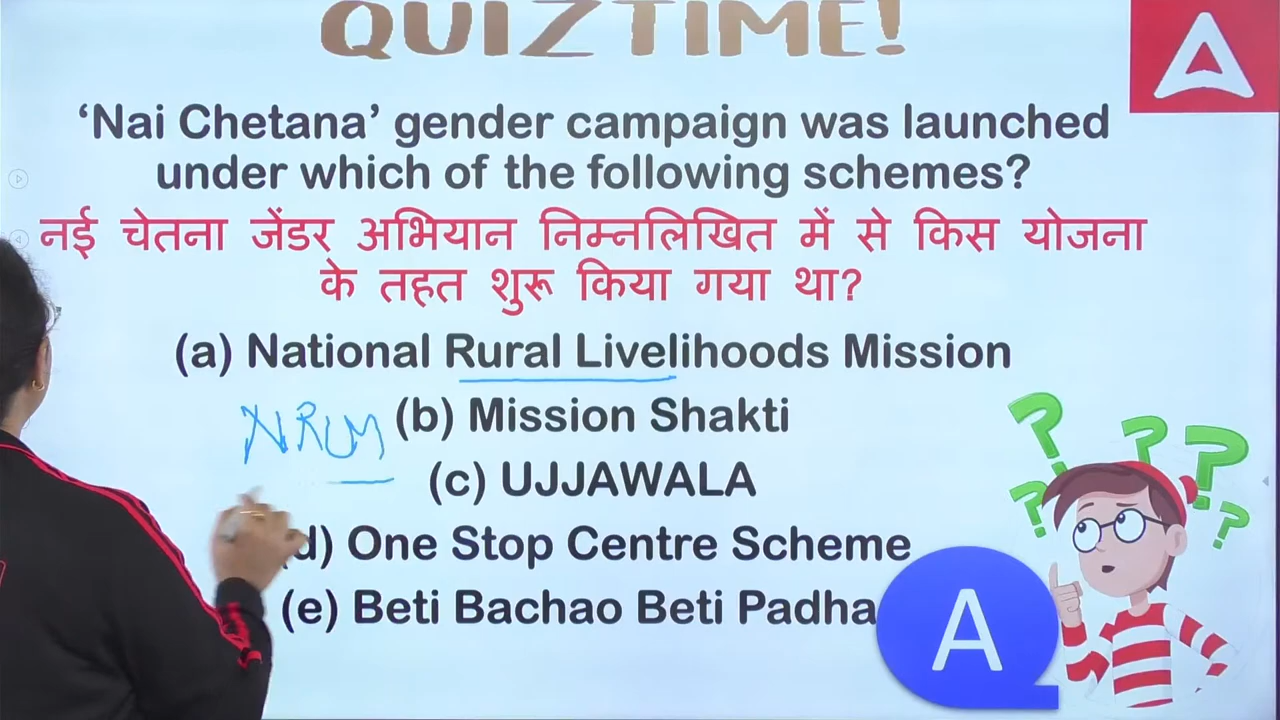 QUIZTIME!
‘Nai Chetana’ gender campaign was launched
under which of the following schemes?
नई चेतना जेंडर अभियान निम्नलिखित में से किस योजना
के तहत शुरू किया गया था?
(a) National Rural Livelihoods Mission
NRLM (b) Mission Shakti
(c) UJJAWALA
d) One Stop Centre Scheme
(e) Beti Bachao Beti Padha
A